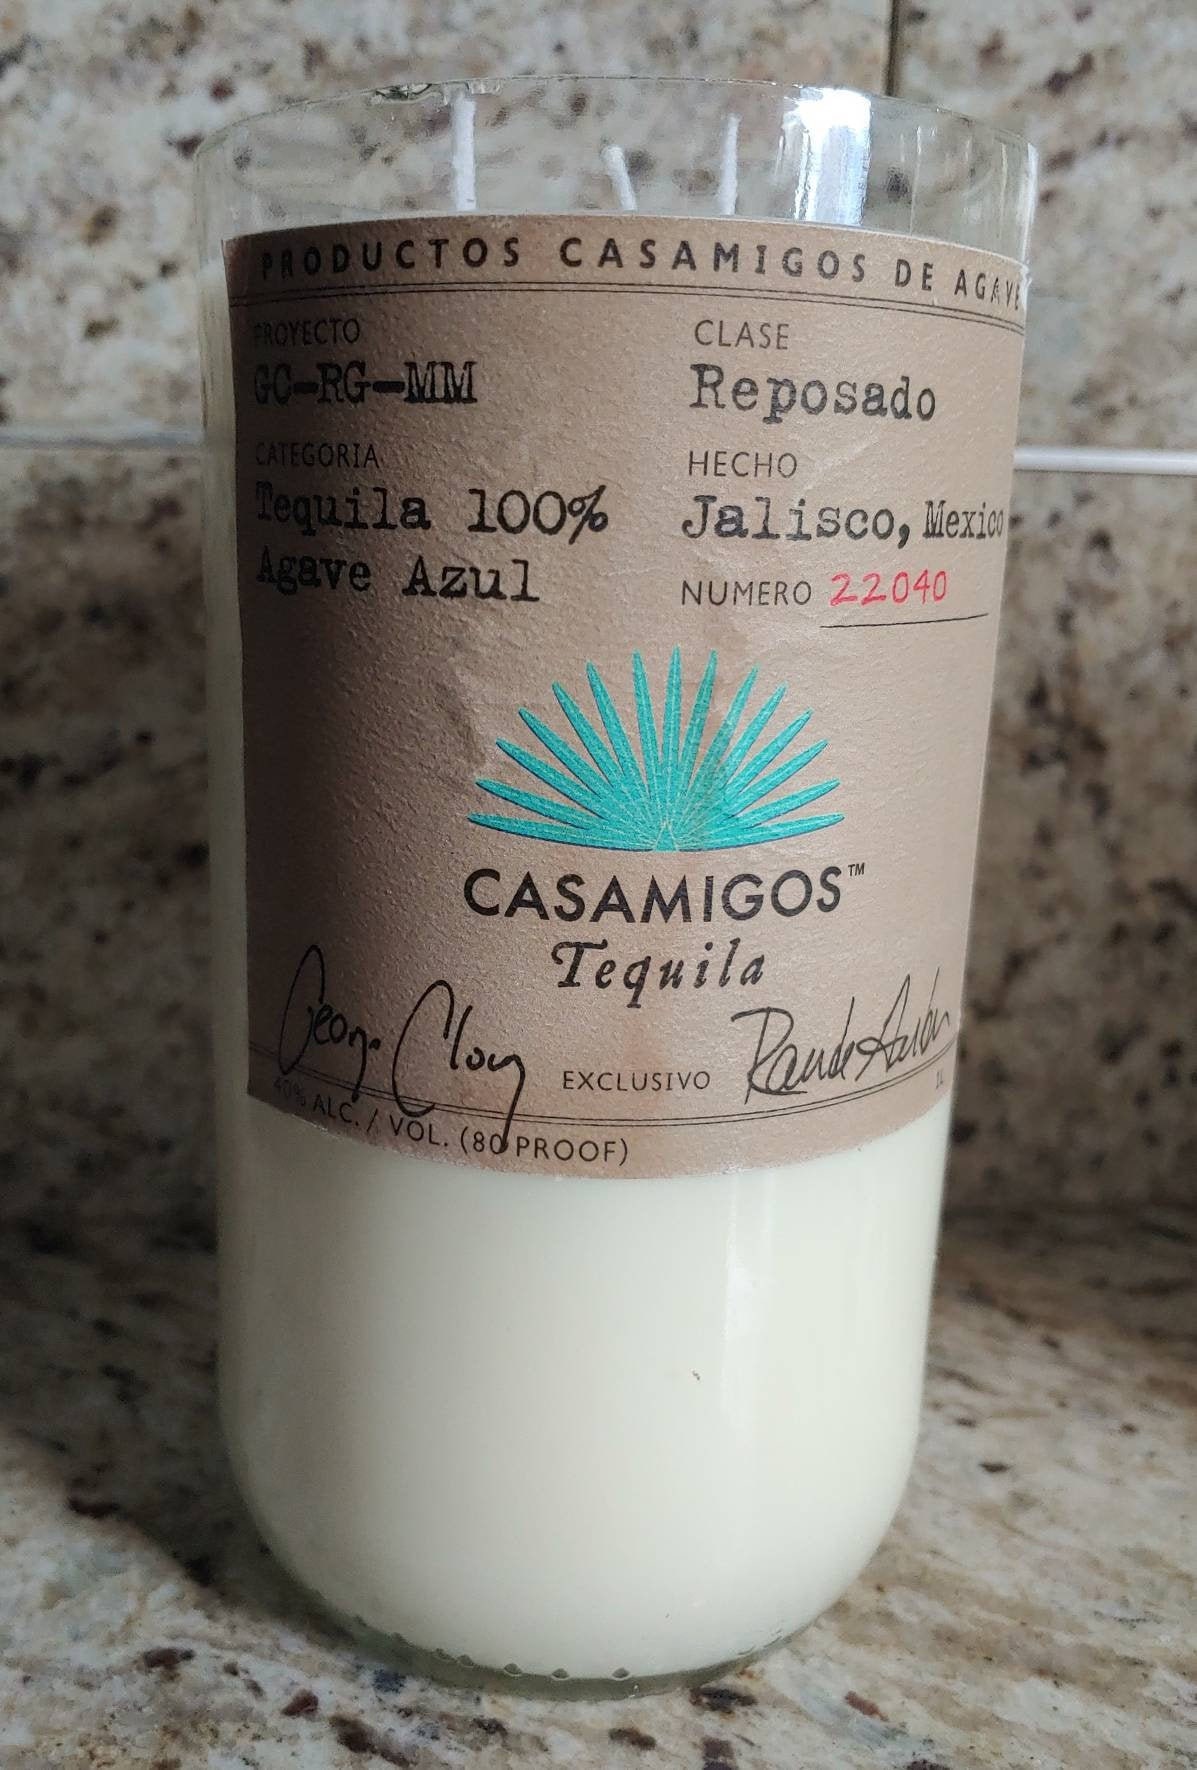 PRODUCTOS CASAMIGOS DE AGAVE
PROYECTO
GC-RG-MM
CLASE
Reposado
CATEGORIA
Tequila 100%
Agave Azul
HECHO
Jalisco, Mexico
NUMERO 22040
CASAMIGOS™
Tequila
EXCLUSIVO
1L
40% ALC. / VOL. (80 PROOF)